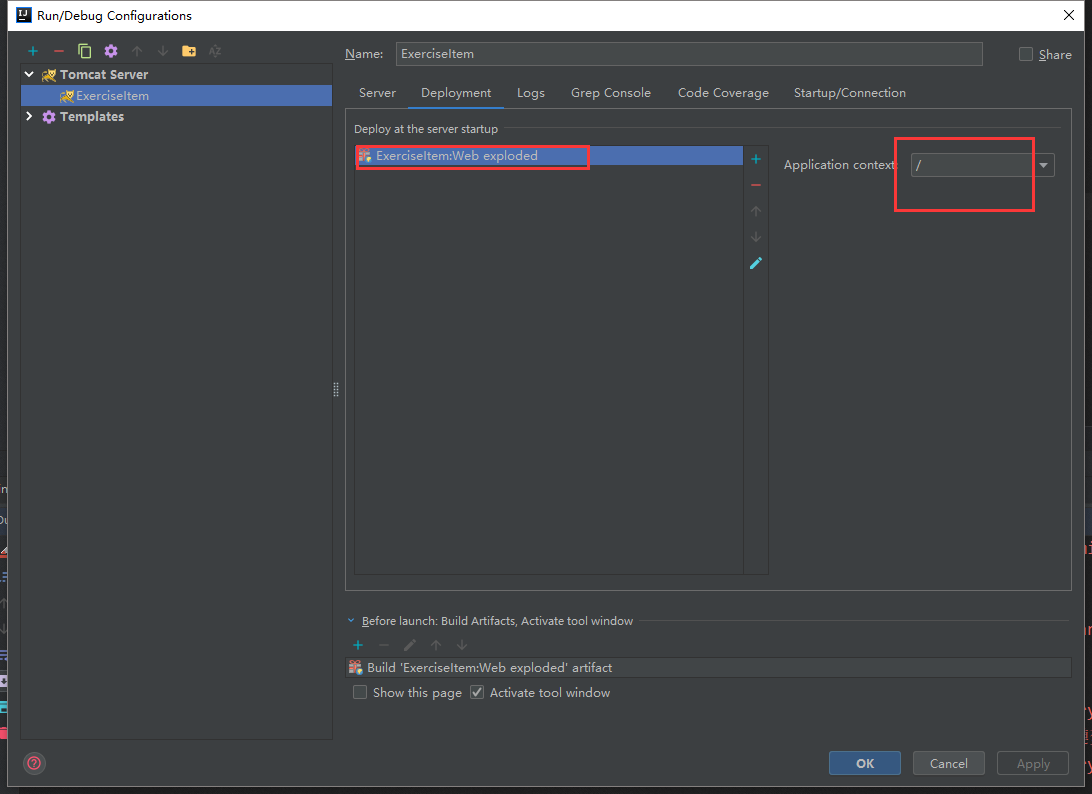 Run/Debug Configurations
Name: ExerciseItem Share
Tomcat Server
ExerciseItem
Templates
Server Deployment Logs Grep Console Code Coverage Startup/Connection
Deploy at the server startup
ExerciseItem:Web exploded
Application context: /
Before launch: Build Artifacts, Activate tool window
Build 'ExerciseItem:Web exploded' artifact
Show this page Activate tool window
OK Cancel Apply